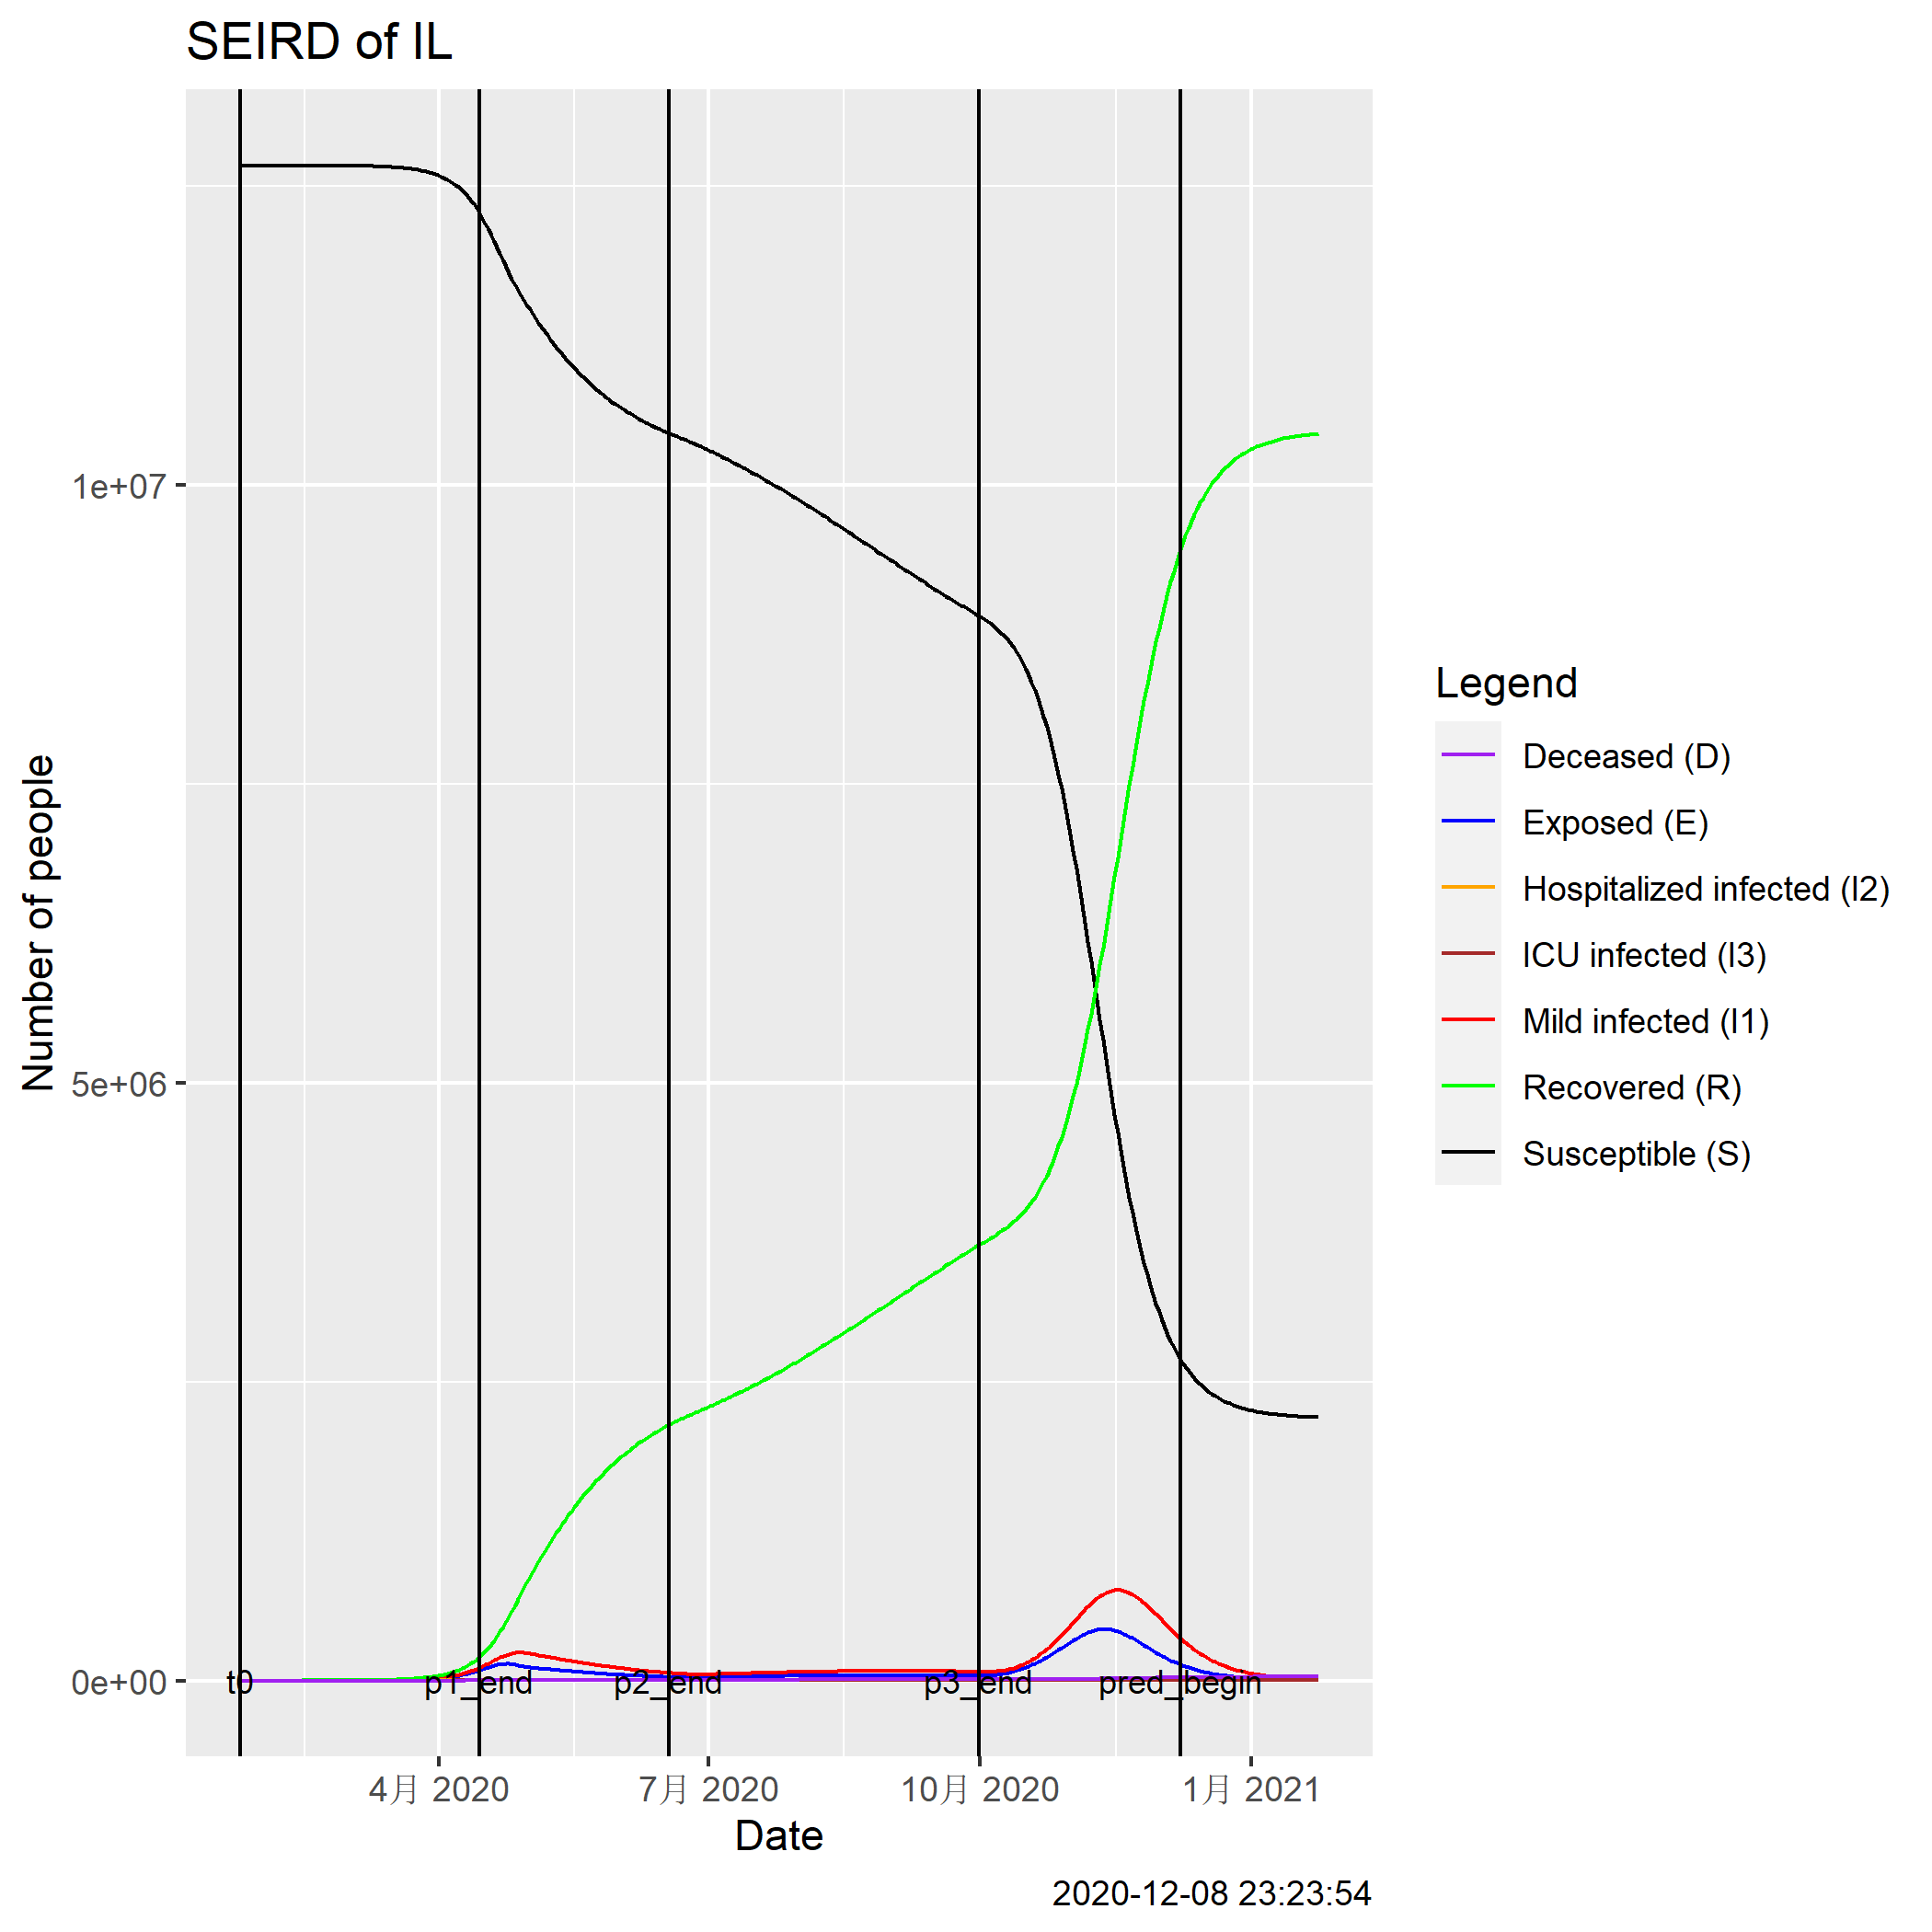 SEIRD of IL
1e+07
5e+06
0e+00
Number of people
t0
p1_end
p2_end
p3_end
pred_begin
4月 2020
7月 2020
10月 2020
1月 2021
Date
2020-12-08 23:23:54
Legend
Deceased (D)
Exposed (E)
Hospitalized infected (I2)
ICU infected (I3)
Mild infected (I1)
Recovered (R)
Susceptible (S)